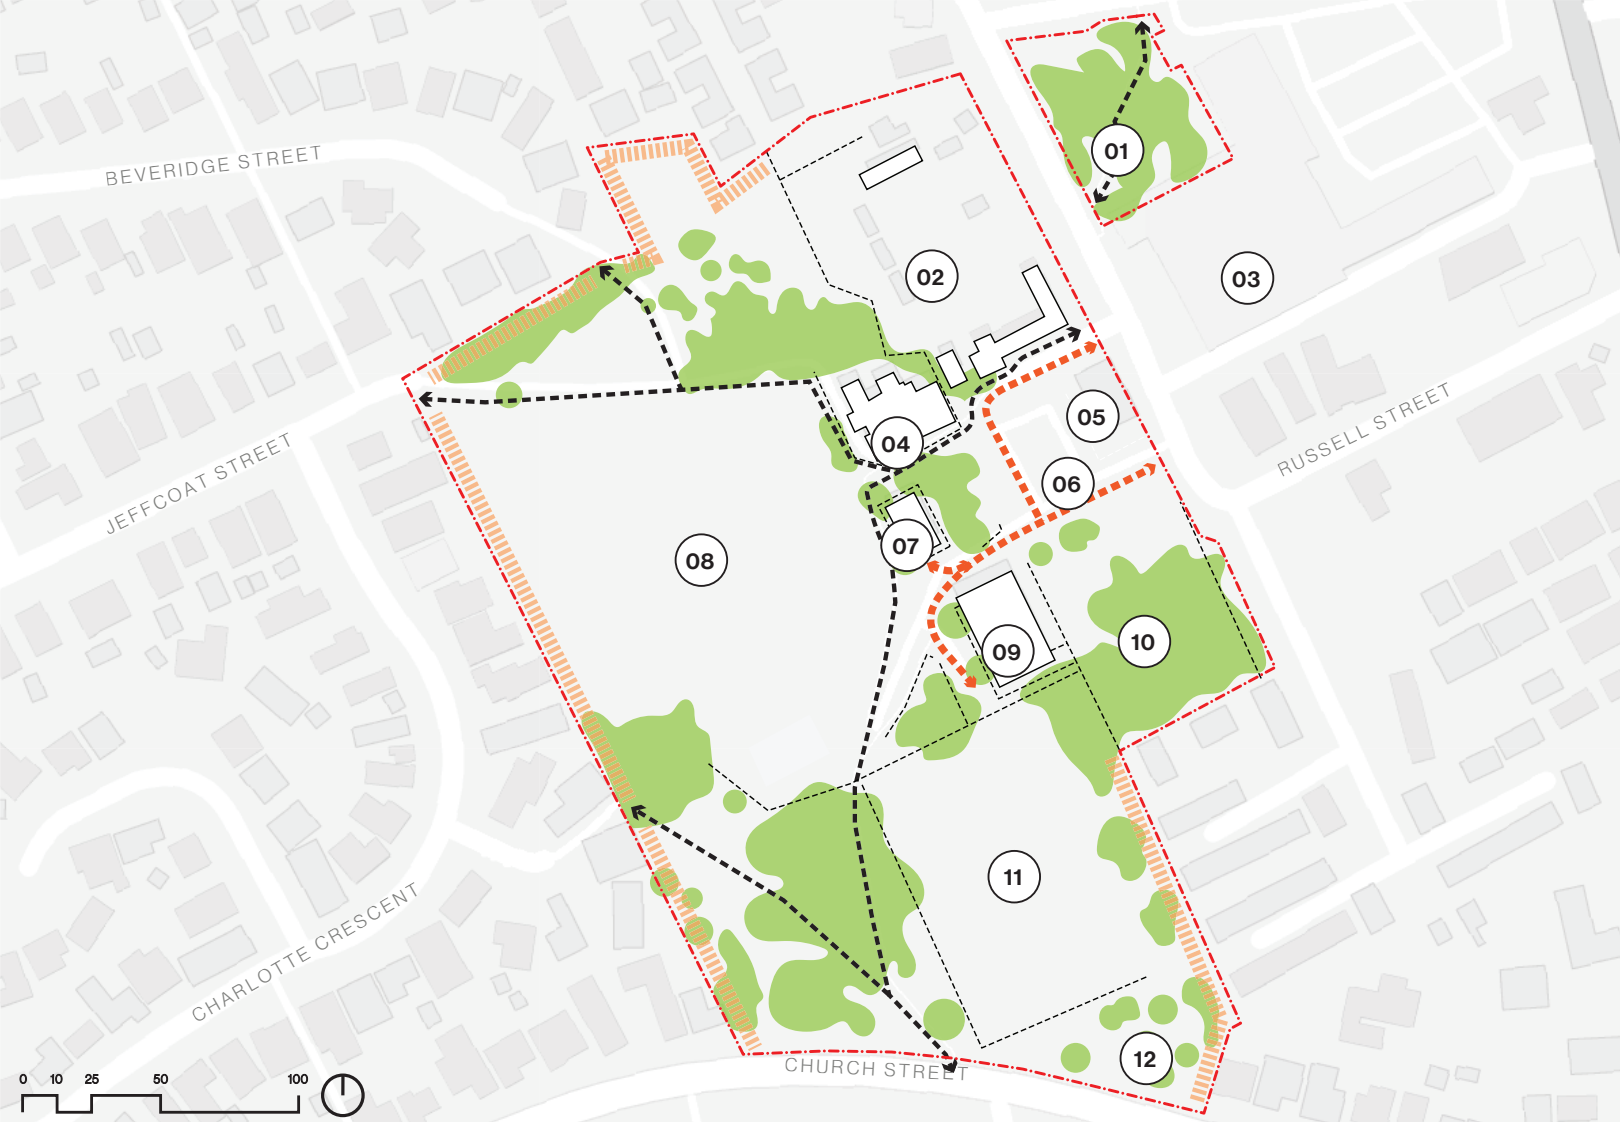 01
BEVERIDGE STREET
02
03
05
RUSSELL STREET
04
JEFFCOAT STREET
06
07
08
10
09
11
CHARLOTTE CRESCENT
12
CHURCH STREET
0 10 25 50 100